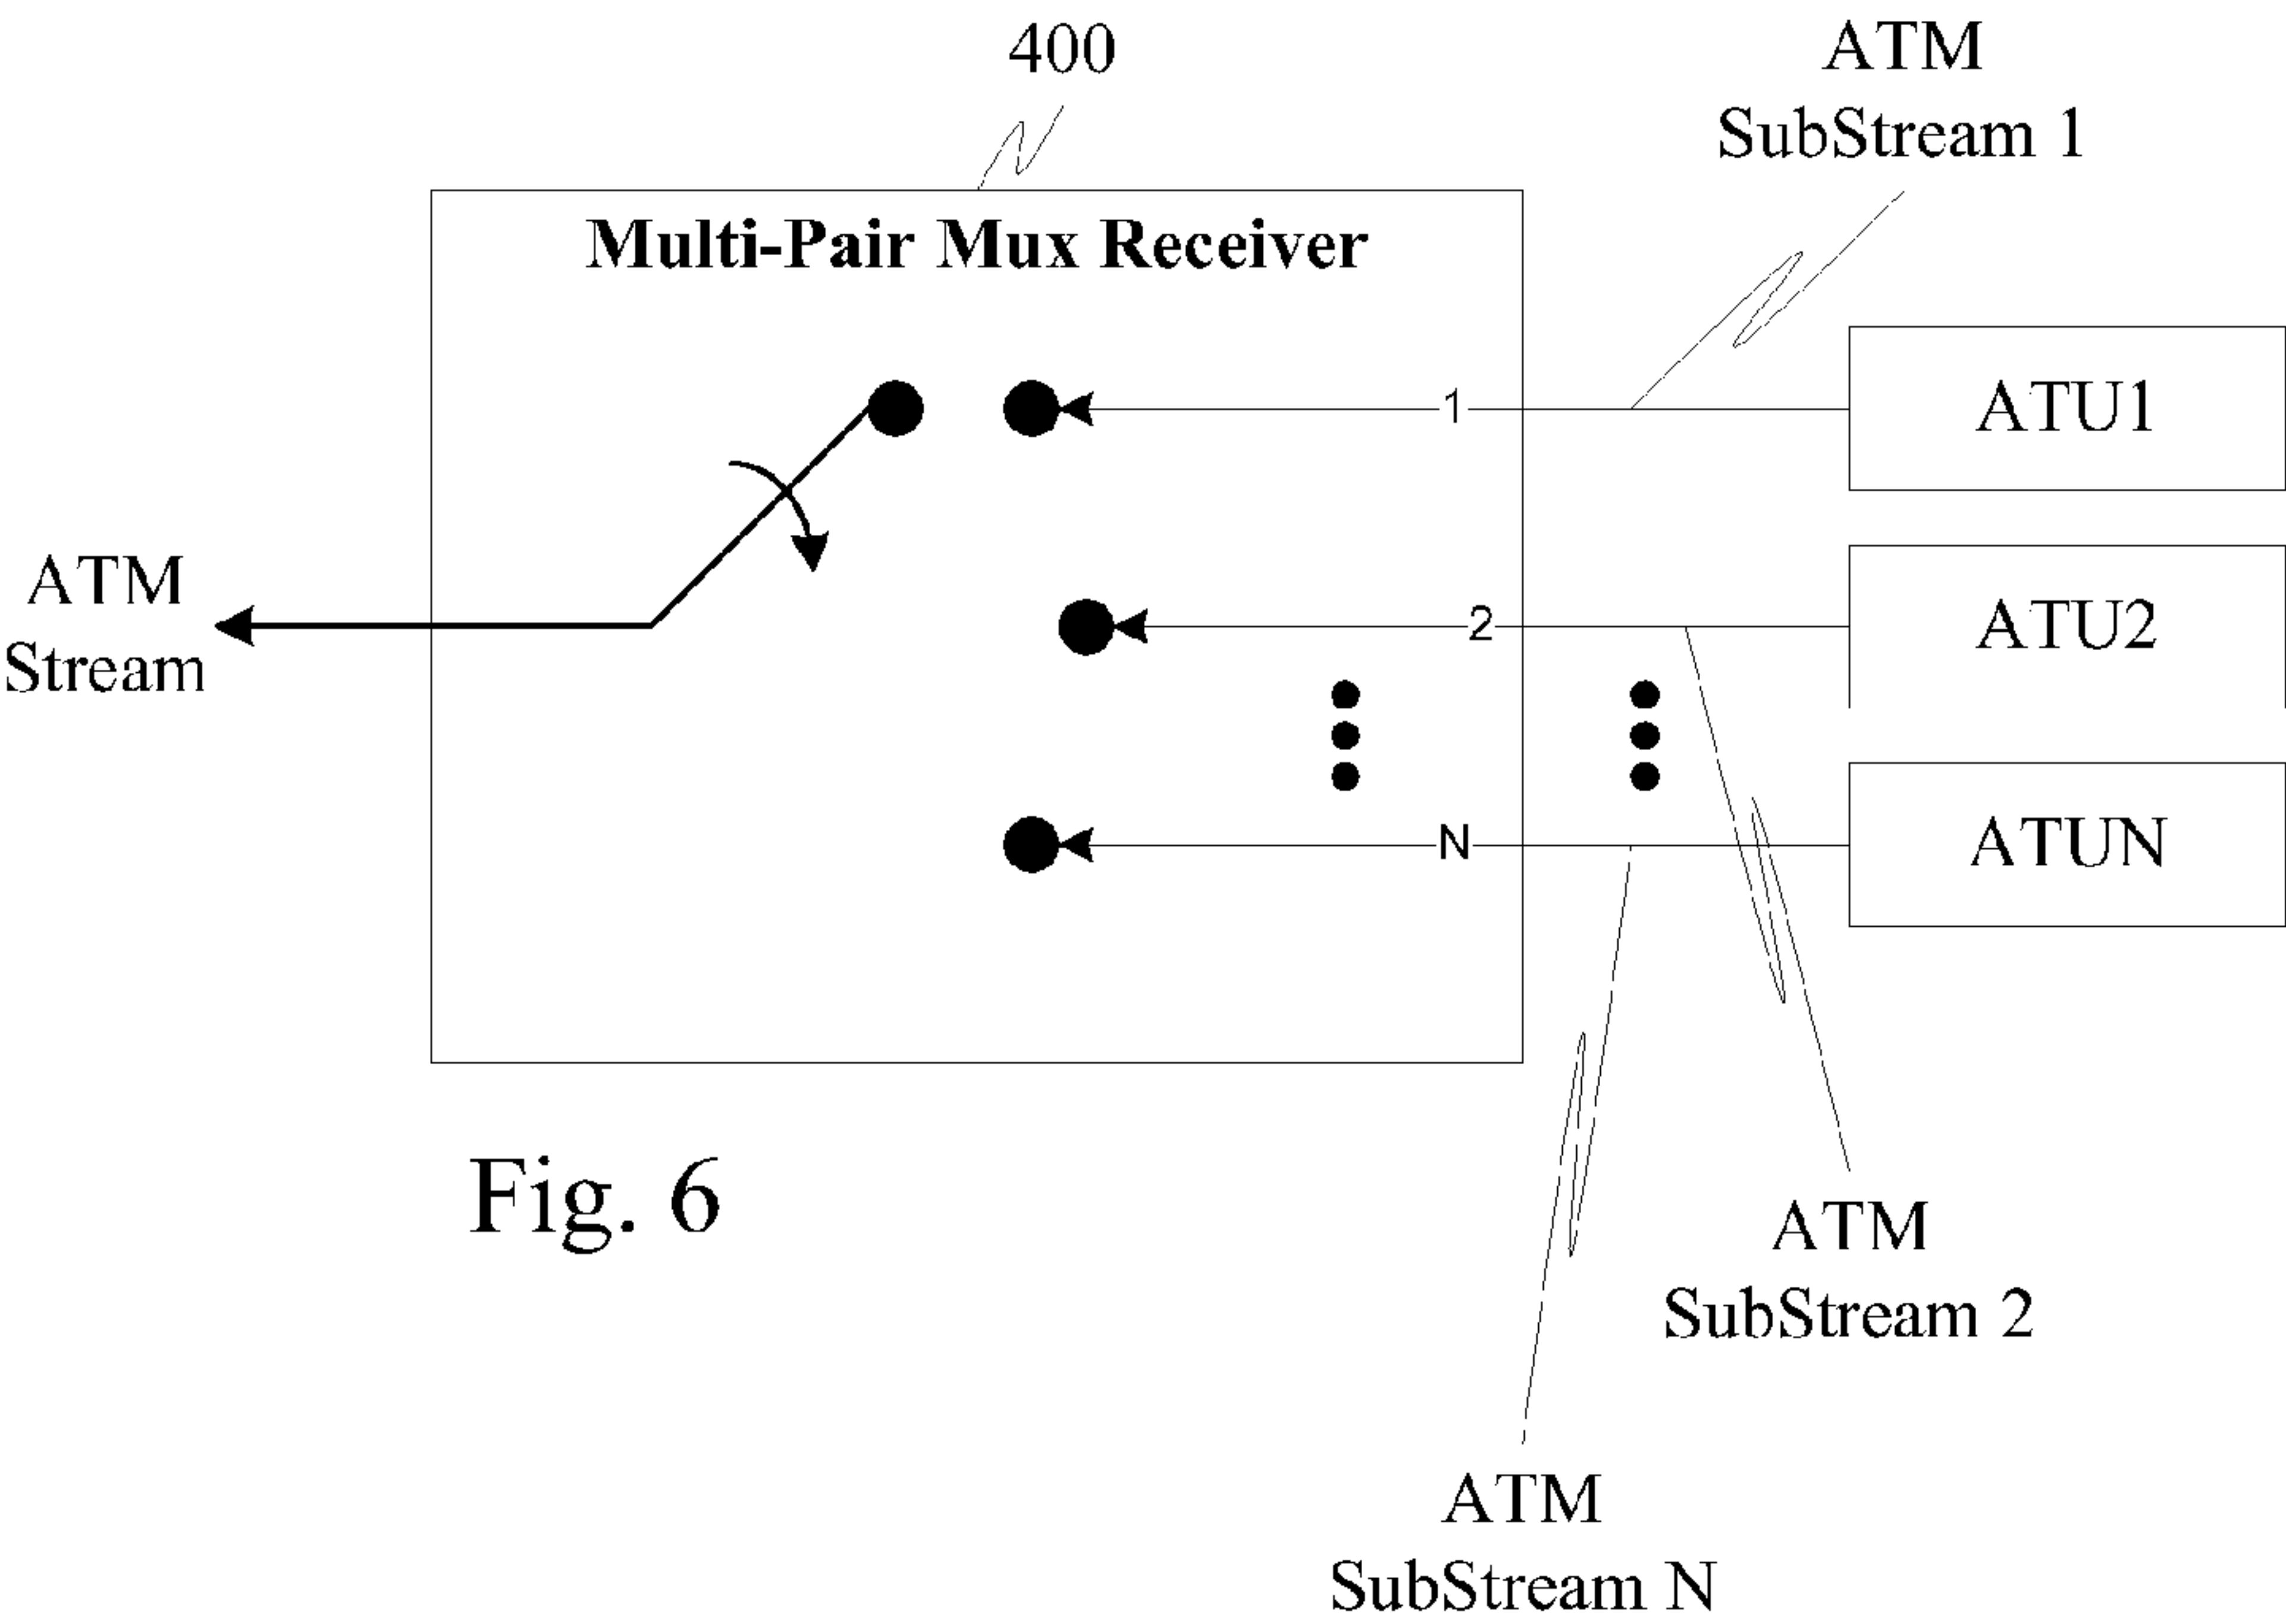 400
ATM
SubStream 1
Multi-Pair Mux Receiver
1
ATU1
ATM
Stream
2
ATU2
N
ATUN
Fig. 6
ATM
SubStream 2
ATM
SubStream N